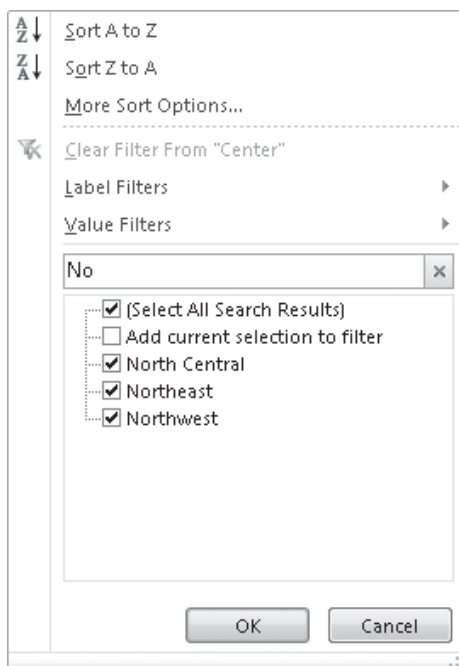 A Z Sort A to Z
Z A Sort Z to A
More Sort Options...
Clear Filter From "Center"
Label Filters
Value Filters
No
(Select All Search Results)
Add current selection to filter
North Central
Northeast
Northwest
OK Cancel